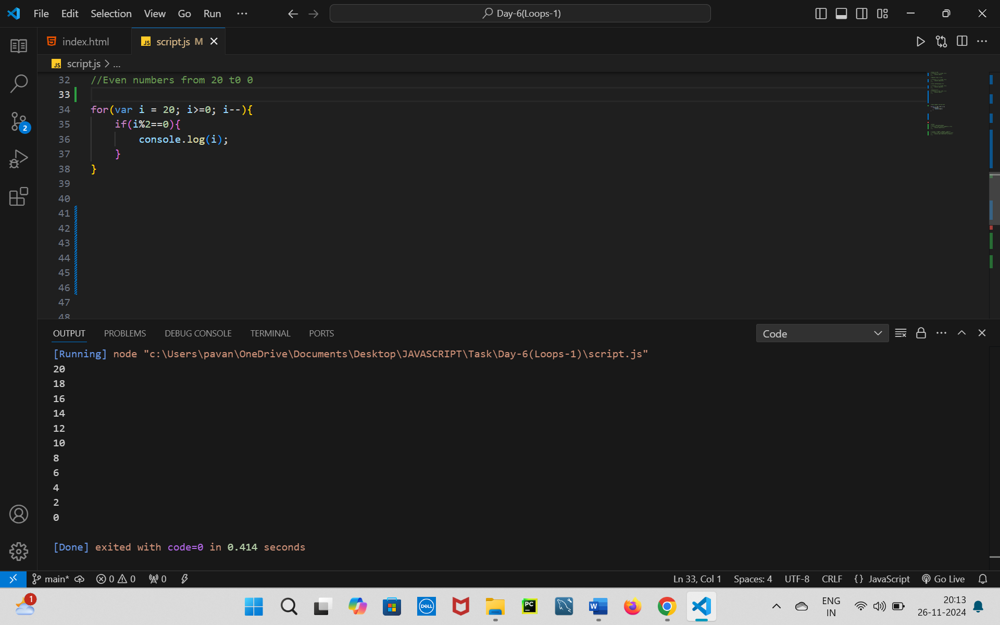 File Edit Selection View Go Run ···
Day-6(Loops-1)
index.html
JS script.js M
JS script.js > ...
32 //Even numbers from 20 t0 0
33
34 for(var i = 20; i>=0; i--){
35 if(i%2==0){
36 console.log(i);
37 }
38 }
39
40
41
42
43
44
45
46
47
48
2
OUTPUT PROBLEMS DEBUG CONSOLE TERMINAL PORTS
Code
[Running] node "c:\Users\pavan\OneDrive\Documents\Desktop\JAVASCRIPT\Task\Day-6(Loops-1)\script.js"
20
18
16
14
12
10
8
6
4
2
0
[Done] exited with code=0 in 0.414 seconds
main* 0 0 0
Ln 33, Col 1 Spaces: 4 UTF-8 CRLF {} JavaScript Go Live
1
DELL
PC
W
ENG
IN
20:13
26-11-2024